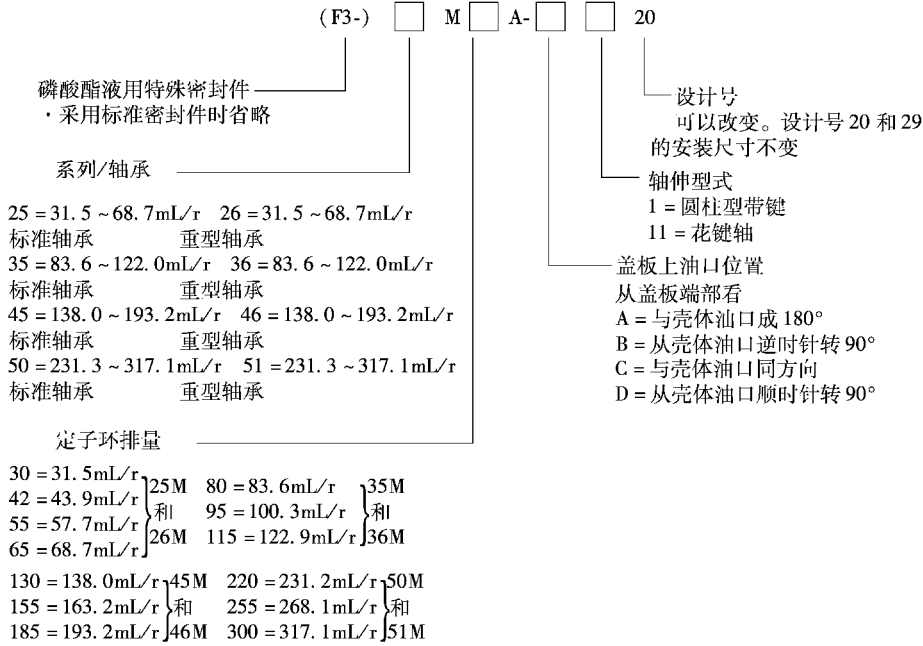 (F3-) □ M □ A- □ □ 20
磷酸酯液用特殊密封件
·采用标准密封件时省略
系列/轴承
25=31.5~68.7mL/r 26=31.5~68.7mL/r
标准轴承 重型轴承
35=83.6~122.0mL/r 36=83.6~122.0mL/r
标准轴承 重型轴承
45=138.0~193.2mL/r 46=138.0~193.2mL/r
标准轴承 重型轴承
50=231.3~317.1mL/r 51=231.3~317.1mL/r
标准轴承 重型轴承
定子环排量
30=31.5mL/r
42=43.9mL/r
55=57.7mL/r
65=68.7mL/r
25M
和
26M
80=83.6mL/r
95=100.3mL/r
115=122.9mL/r
35M
和
36M
130=138.0mL/r
155=163.2mL/r
185=193.2mL/r
45M
和
46M
220=231.2mL/r
255=268.1mL/r
300=317.1mL/r
50M
和
51M
设计号
可以改变。设计号20和29
的安装尺寸不变
轴伸型式
1=圆柱型带键
11=花键轴
盖板上油口位置
从盖板端部看
A=与壳体油口成180°
B=从壳体油口逆时针转90°
C=与壳体油口同方向
D=从壳体油口顺时针转90°